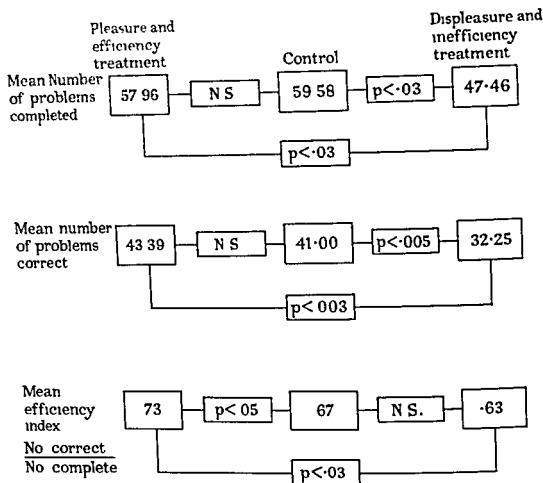 Pleasure and
efficiency
treatment
Control
Displeasure and
inefficiency
treatment
Mean Number
of problems
completed
57 96
N S
59 58
p<·03
47·46
p<·03
Mean number
of problems
correct
43 39
N S
41·00
p<·005
32·25
p<003
Mean
efficiency
index
No correct
No complete
73
p<05
67
NS.
·63
p<·03